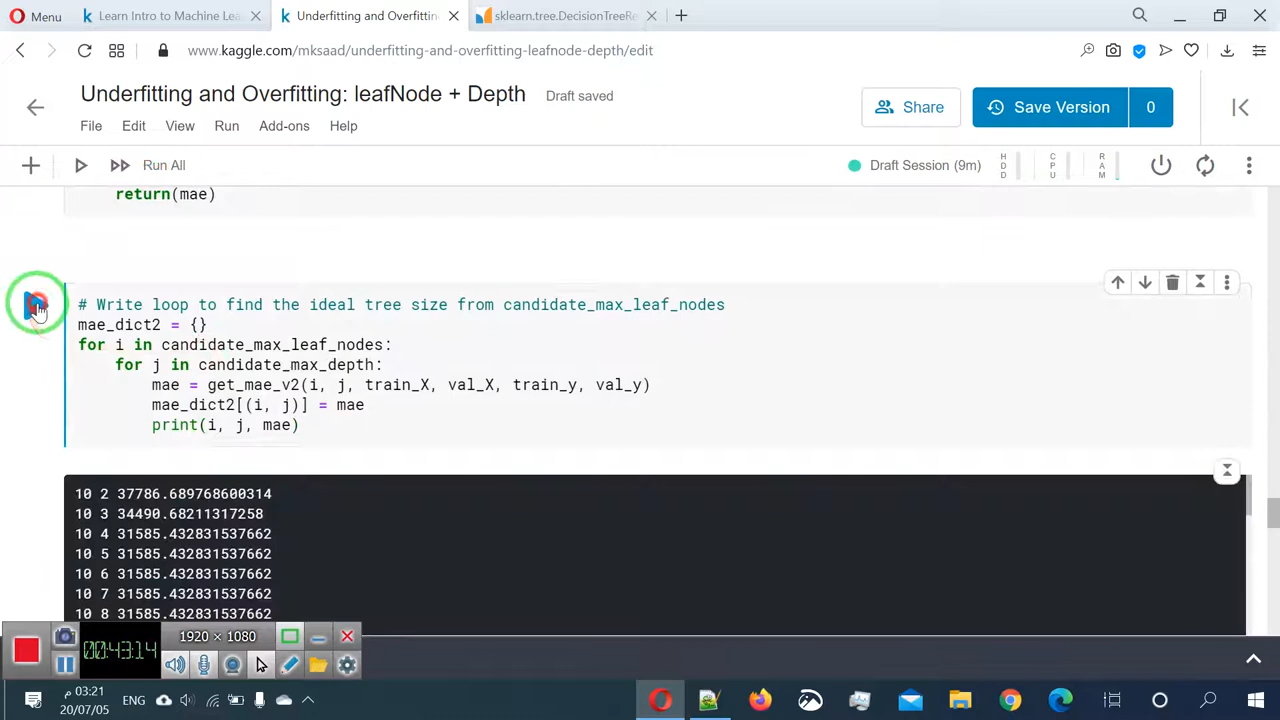 Menu
Learn Intro to Machine Lea
Underfitting and Overfittin
sklearn.tree.DecisionTreeRe
www.kaggle.com/mksaad/underfitting-and-overfitting-leafnode-depth/edit
Underfitting and Overfitting: leafNode + Depth
Draft saved
Share
Save Version
0
File
Edit
View
Run
Add-ons
Help
Run All
Draft Session (9m)
HDD
CPU
RAM
return(mae)
# Write loop to find the ideal tree size from candidate_max_leaf_nodes
mae_dict2 = {}
for i in candidate_max_leaf_nodes:
for j in candidate_max_depth:
mae = get_mae_v2(i, j, train_X, val_X, train_y, val_y)
mae_dict2[(i, j)] = mae
print(i, j, mae)
10 2 37786.689768600314
10 3 34490.68211317258
10 4 31585.432831537662
10 5 31585.432831537662
10 6 31585.432831537662
10 7 31585.432831537662
10 8 31585.432831537662
1920 × 1080
00:43:14
03:21 م
ENG
20/07/05